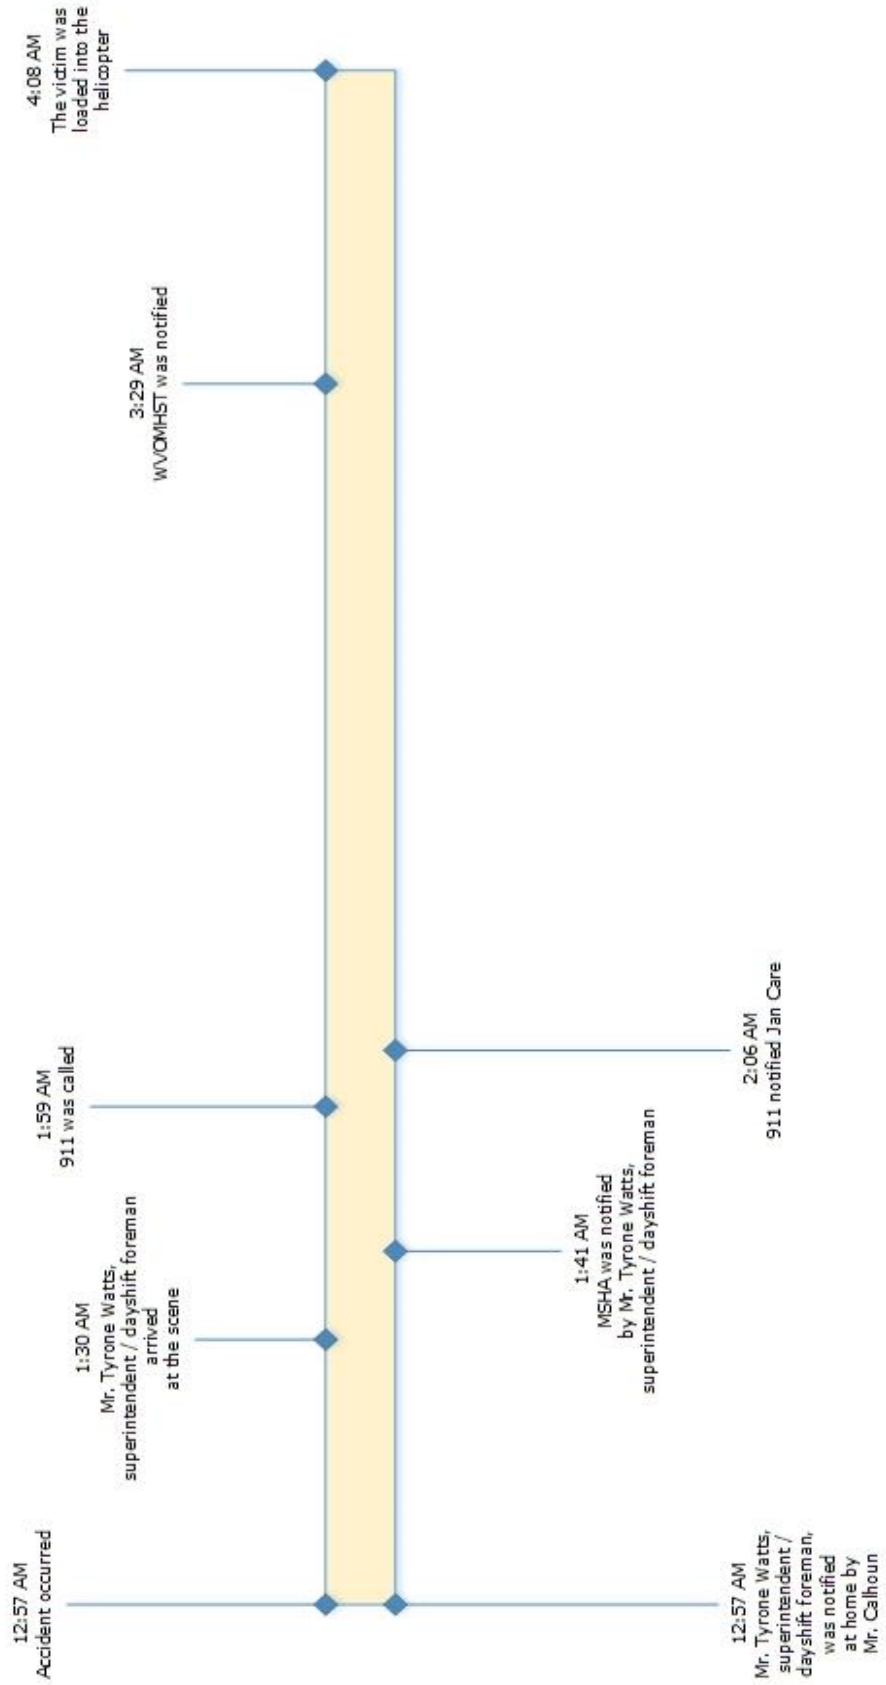 12:57 AM
Accident occurred
1:30 AM
Mr. Tyrone Watts,
superintendent / dayshift foreman
arrived
at the scene
1:59 AM
911 was called
3:29 AM
WVOMHST was notified
4:08 AM
The victim was
loaded into the
helicopter
12:57 AM
Mr. Tyrone Watts,
superintendent /
dayshift foreman,
was notified
at home by
Mr. Calhoun
1:41 AM
MSHA was notified
by Mr. Tyrone Watts,
superintendent / dayshift foreman
2:06 AM
911 notified Jan Care